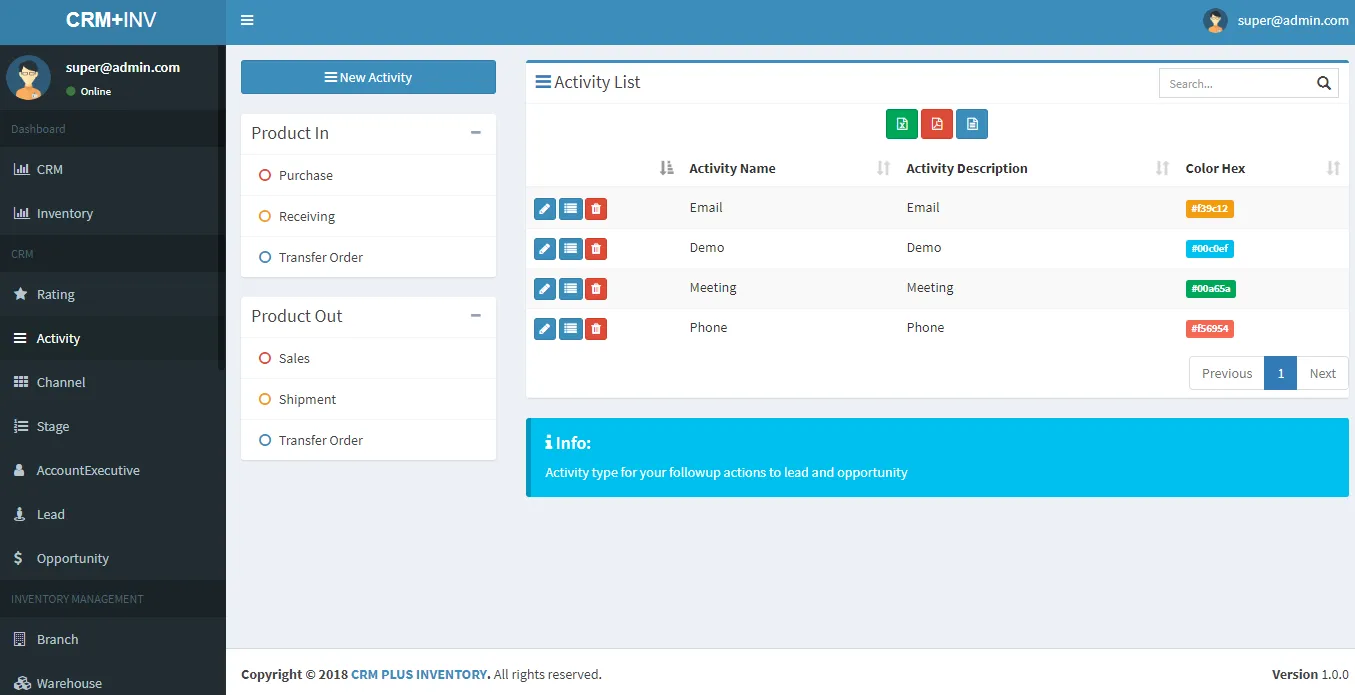 CRM+INV
super@admin.com
super@admin.com
Online
Dashboard
CRM
Inventory
CRM
Rating
Activity
Channel
Stage
AccountExecutive
Lead
Opportunity
INVENTORY MANAGEMENT
Branch
Warehouse
New Activity
Product In
Purchase
Receiving
Transfer Order
Product Out
Sales
Shipment
Transfer Order
Activity List
Search...
Activity Name Activity Description Color Hex
Email Email #f39c12
Demo Demo #00c0ef
Meeting Meeting #00a65a
Phone Phone #f56954
Previous 1 Next
Info:
Activity type for your followup actions to lead and opportunity
Copyright © 2018 CRM PLUS INVENTORY. All rights reserved.
Version 1.0.0